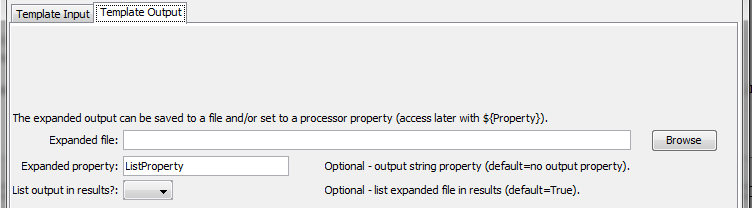 Template Input Template Output
The expanded output can be saved to a file and/or set to a processor property (access later with ${Property}).
Expanded file: Browse
Expanded property: ListProperty Optional - output string property (default=no output property).
List output in results?: Optional - list expanded file in results (default=True).